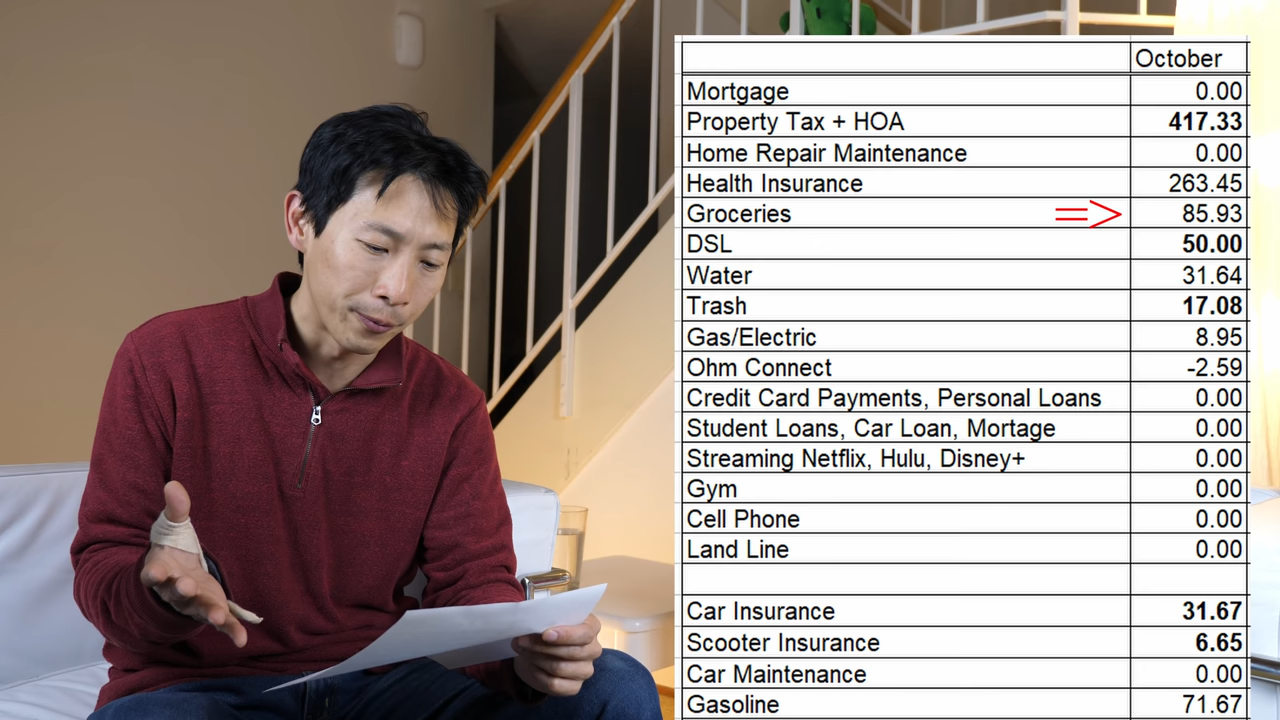 October
Mortgage 0.00
Property Tax + HOA 417.33
Home Repair Maintenance 0.00
Health Insurance 263.45
Groceries => 85.93
DSL 50.00
Water 31.64
Trash 17.08
Gas/Electric 8.95
Ohm Connect -2.59
Credit Card Payments, Personal Loans 0.00
Student Loans, Car Loan, Mortage 0.00
Streaming Netflix, Hulu, Disney+ 0.00
Gym 0.00
Cell Phone 0.00
Land Line 0.00
Car Insurance 31.67
Scooter Insurance 6.65
Car Maintenance 0.00
Gasoline 71.67